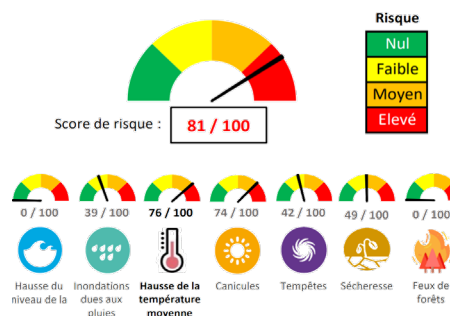 Risque
Nul
Faible
Moyen
Elevé
Score de risque : 81 / 100
0 / 100 39 / 100 76 / 100 74 / 100 42 / 100 49 / 100 0 / 100
Hausse du niveau de la
Inondations dues aux pluies
Hausse de la température moyenne
Canicules
Tempêtes
Sécheresse
Feux de forêts